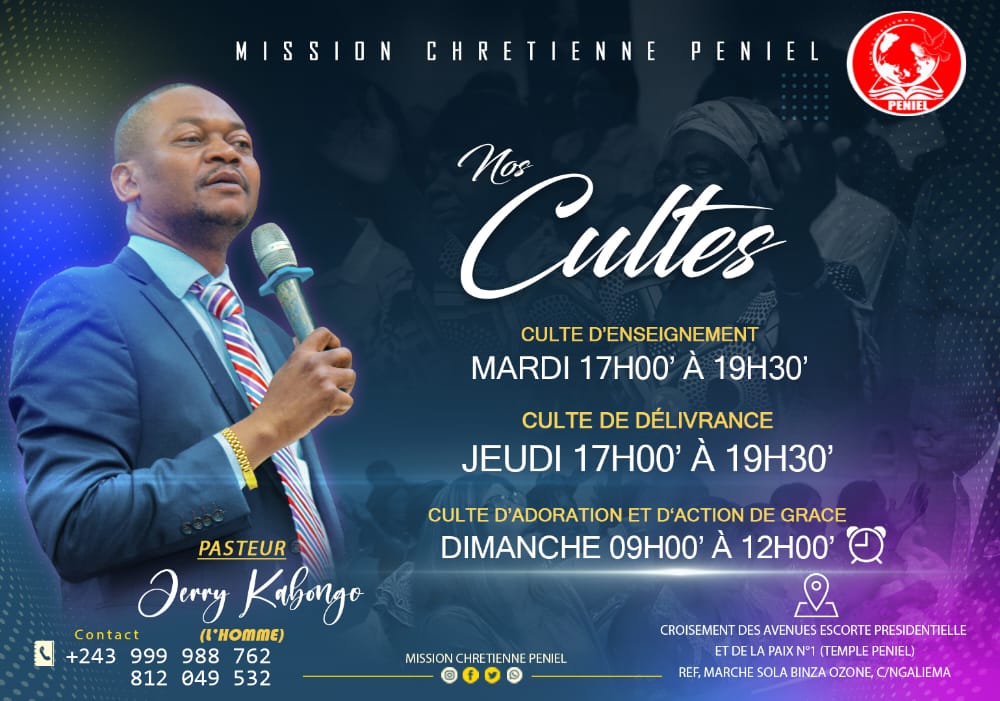 MISSION CHRETIENNE PENIEL
PENIEL
Nos
Cultes
CULTE D'ENSEIGNEMENT
MARDI 17H00' À 19H30'
CULTE DE DÉLIVRANCE
JEUDI 17H00' À 19H30'
CULTE D'ADORATION ET D'ACTION DE GRACE
DIMANCHE 09H00' À 12H00'
PASTEUR
Jerry Kabongo
(L'HOMME)
Contact
+243 999 988 762
812 049 532
MISSION CHRETIENNE PENIEL
CROISEMENT DES AVENUES ESCORTE PRESIDENTIELLE
ET DE LA PAIX N°1 (TEMPLE PENIEL)
REF, MARCHE SOLA BINZA OZONE, C/NGALIEMA